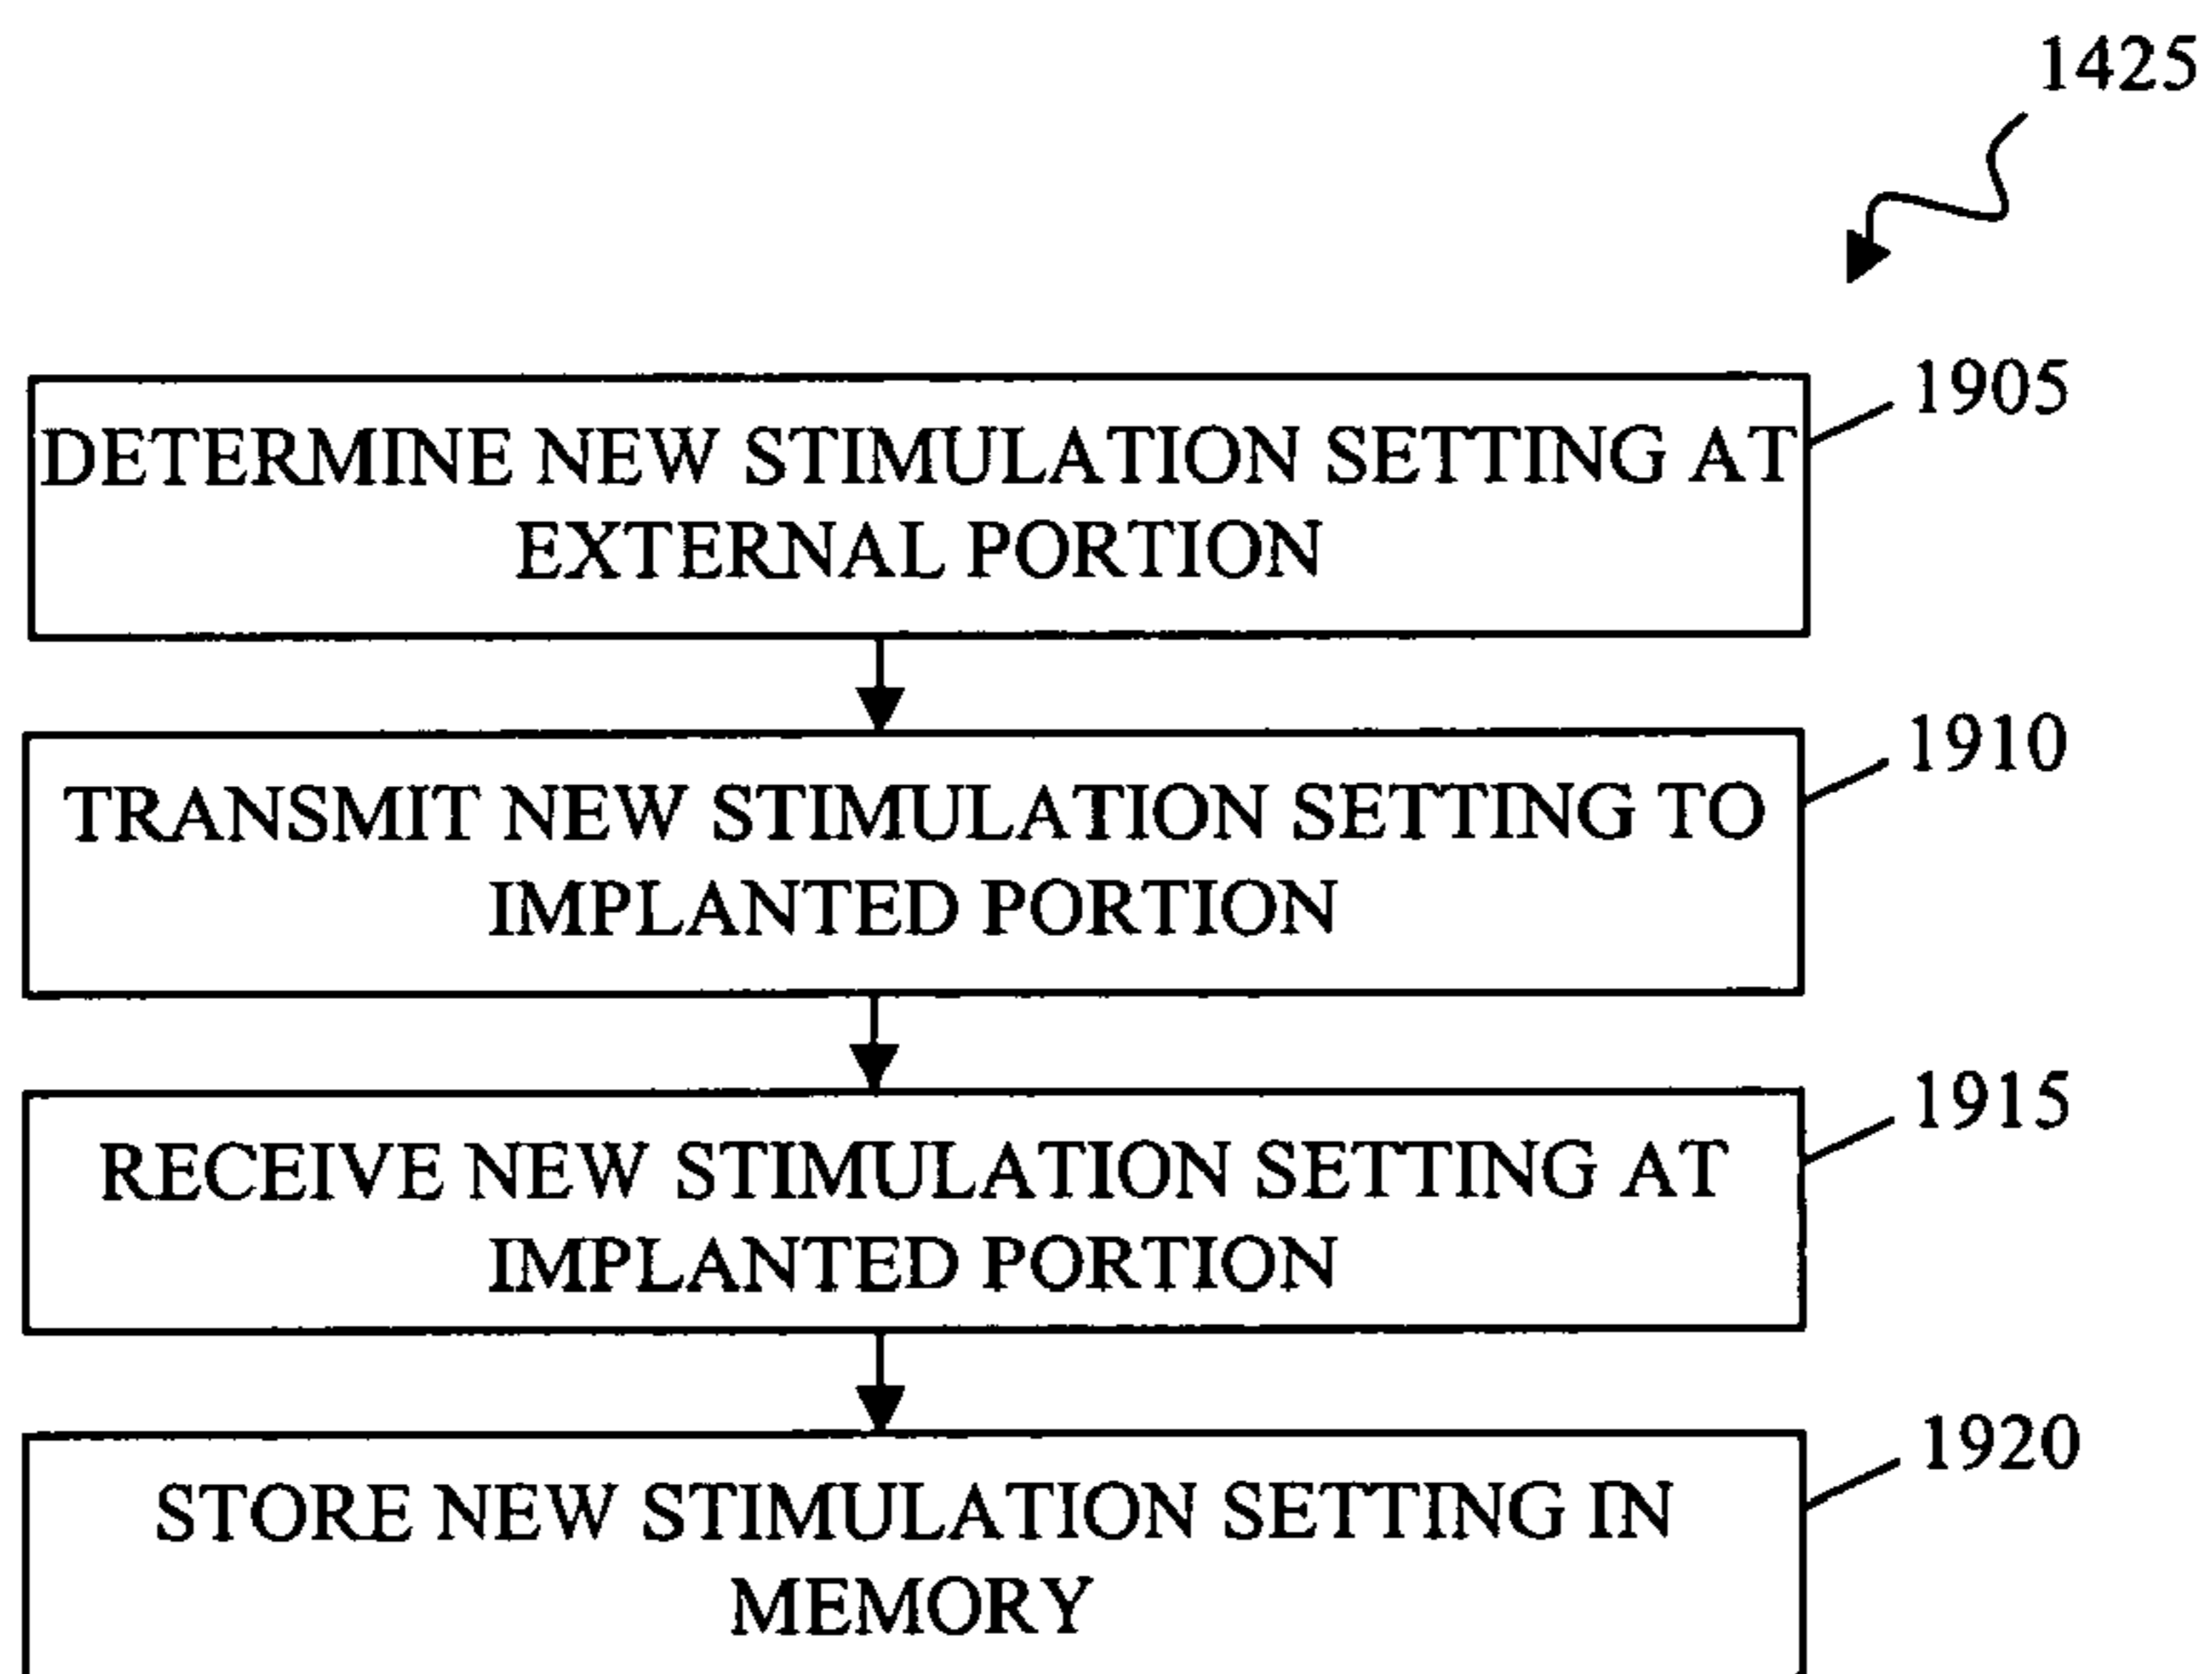 1425
1905
DETERMINE NEW STIMULATION SETTING AT
EXTERNAL PORTION
1910
TRANSMIT NEW STIMULATION SETTING TO
IMPLANTED PORTION
1915
RECEIVE NEW STIMULATION SETTING AT
IMPLANTED PORTION
1920
STORE NEW STIMULATION SETTING IN
MEMORY